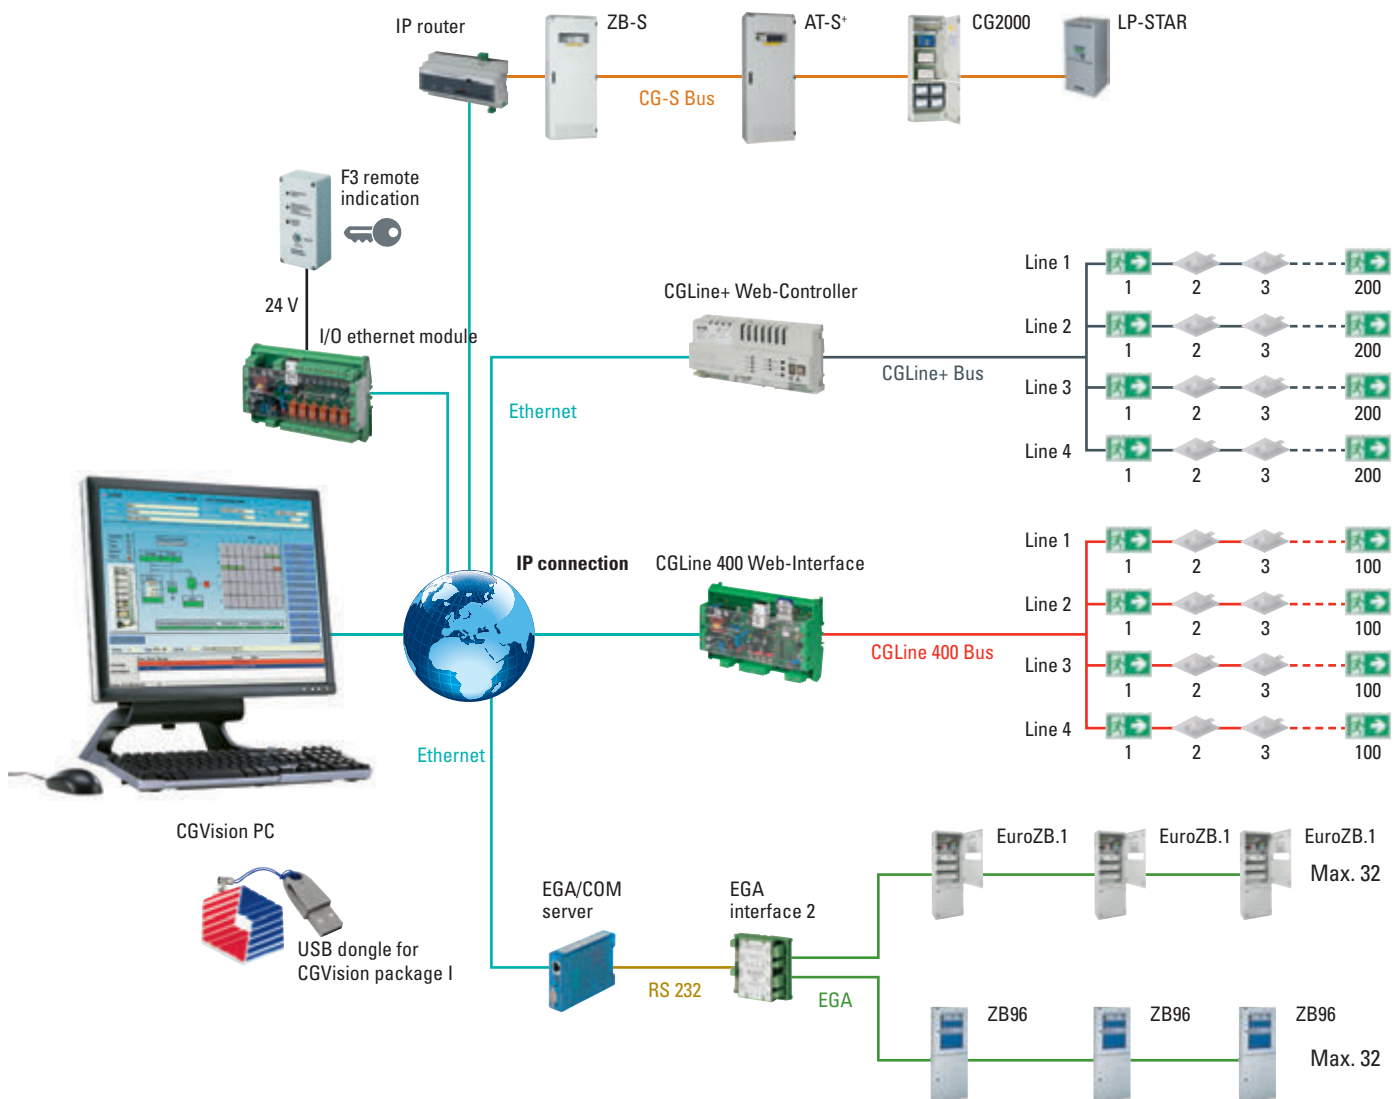 IP router
ZB-S
AT-S+
CG2000
LP-STAR
CG-S Bus
F3 remote
indication
24 V
I/O ethernet module
CGLine+ Web-Controller
CGLine+ Bus
Ethernet
Line 1
1 2 3 200
Line 2
1 2 3 200
Line 3
1 2 3 200
Line 4
1 2 3 200
IP connection
CGLine 400 Web-Interface
CGLine 400 Bus
Line 1
1 2 3 100
Line 2
1 2 3 100
Line 3
1 2 3 100
Line 4
1 2 3 100
Ethernet
CGVision PC
USB dongle for
CGVision package I
EGA/COM
server
RS 232
EGA
interface 2
EGA
EuroZB.1 EuroZB.1 EuroZB.1
Max. 32
ZB96 ZB96 ZB96
Max. 32